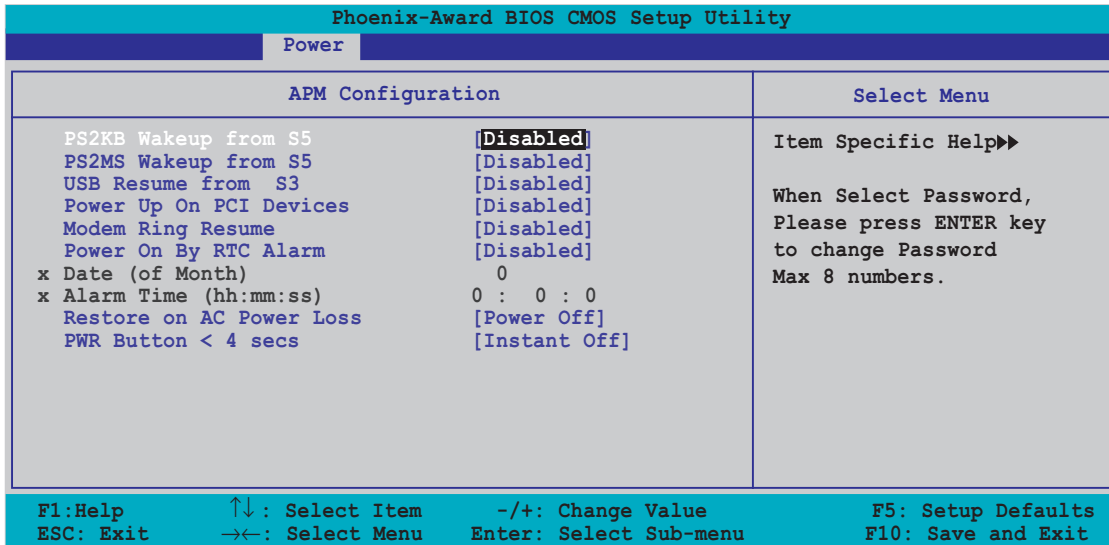 Phoenix-Award BIOS CMOS Setup Utility
Power
APM Configuration
Select Menu
PS2KB Wakeup from S5 [Disabled]
PS2MS Wakeup from S5 [Disabled]
USB Resume from S3 [Disabled]
Power Up On PCI Devices [Disabled]
Modem Ring Resume [Disabled]
Power On By RTC Alarm [Disabled]
x Date (of Month) 0
x Alarm Time (hh:mm:ss) 0 : 0 : 0
Restore on AC Power Loss [Power Off]
PWR Button < 4 secs [Instant Off]
Item Specific Help▶▶
When Select Password,
Please press ENTER key
to change Password
Max 8 numbers.
F1:Help ↑↓: Select Item -/+: Change Value F5: Setup Defaults
ESC: Exit →←: Select Menu Enter: Select Sub-menu F10: Save and Exit